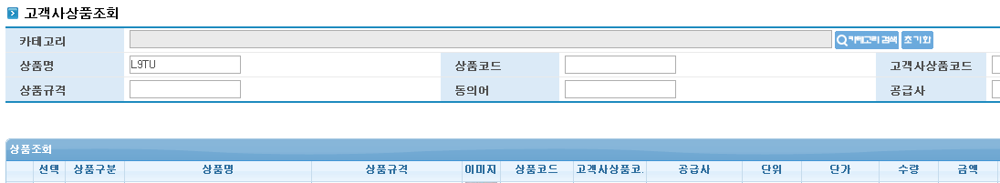 고객사상품조회
카테고리 카테고리 검색 초기화
상품명 L9TU 상품코드 고객사상품코드
상품규격 동의어 공급사
상품조회
선택 상품구분 상품명 상품규격 이미지 상품코드 고객사상품코. 공급사 단위 단가 수량 금액